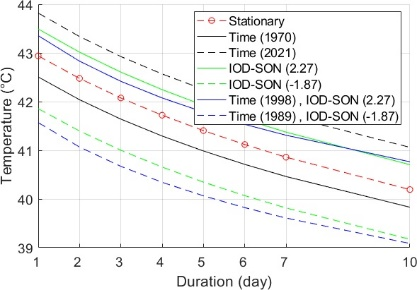 44
43
42
41
40
39
Temperature (°C)
Stationary
Time (1970)
Time (2021)
IOD-SON (2.27)
IOD-SON (-1.87)
Time (1998) , IOD-SON (2.27)
Time (1989) , IOD-SON (-1.87)
1 2 3 4 5 6 7 10
Duration (day)